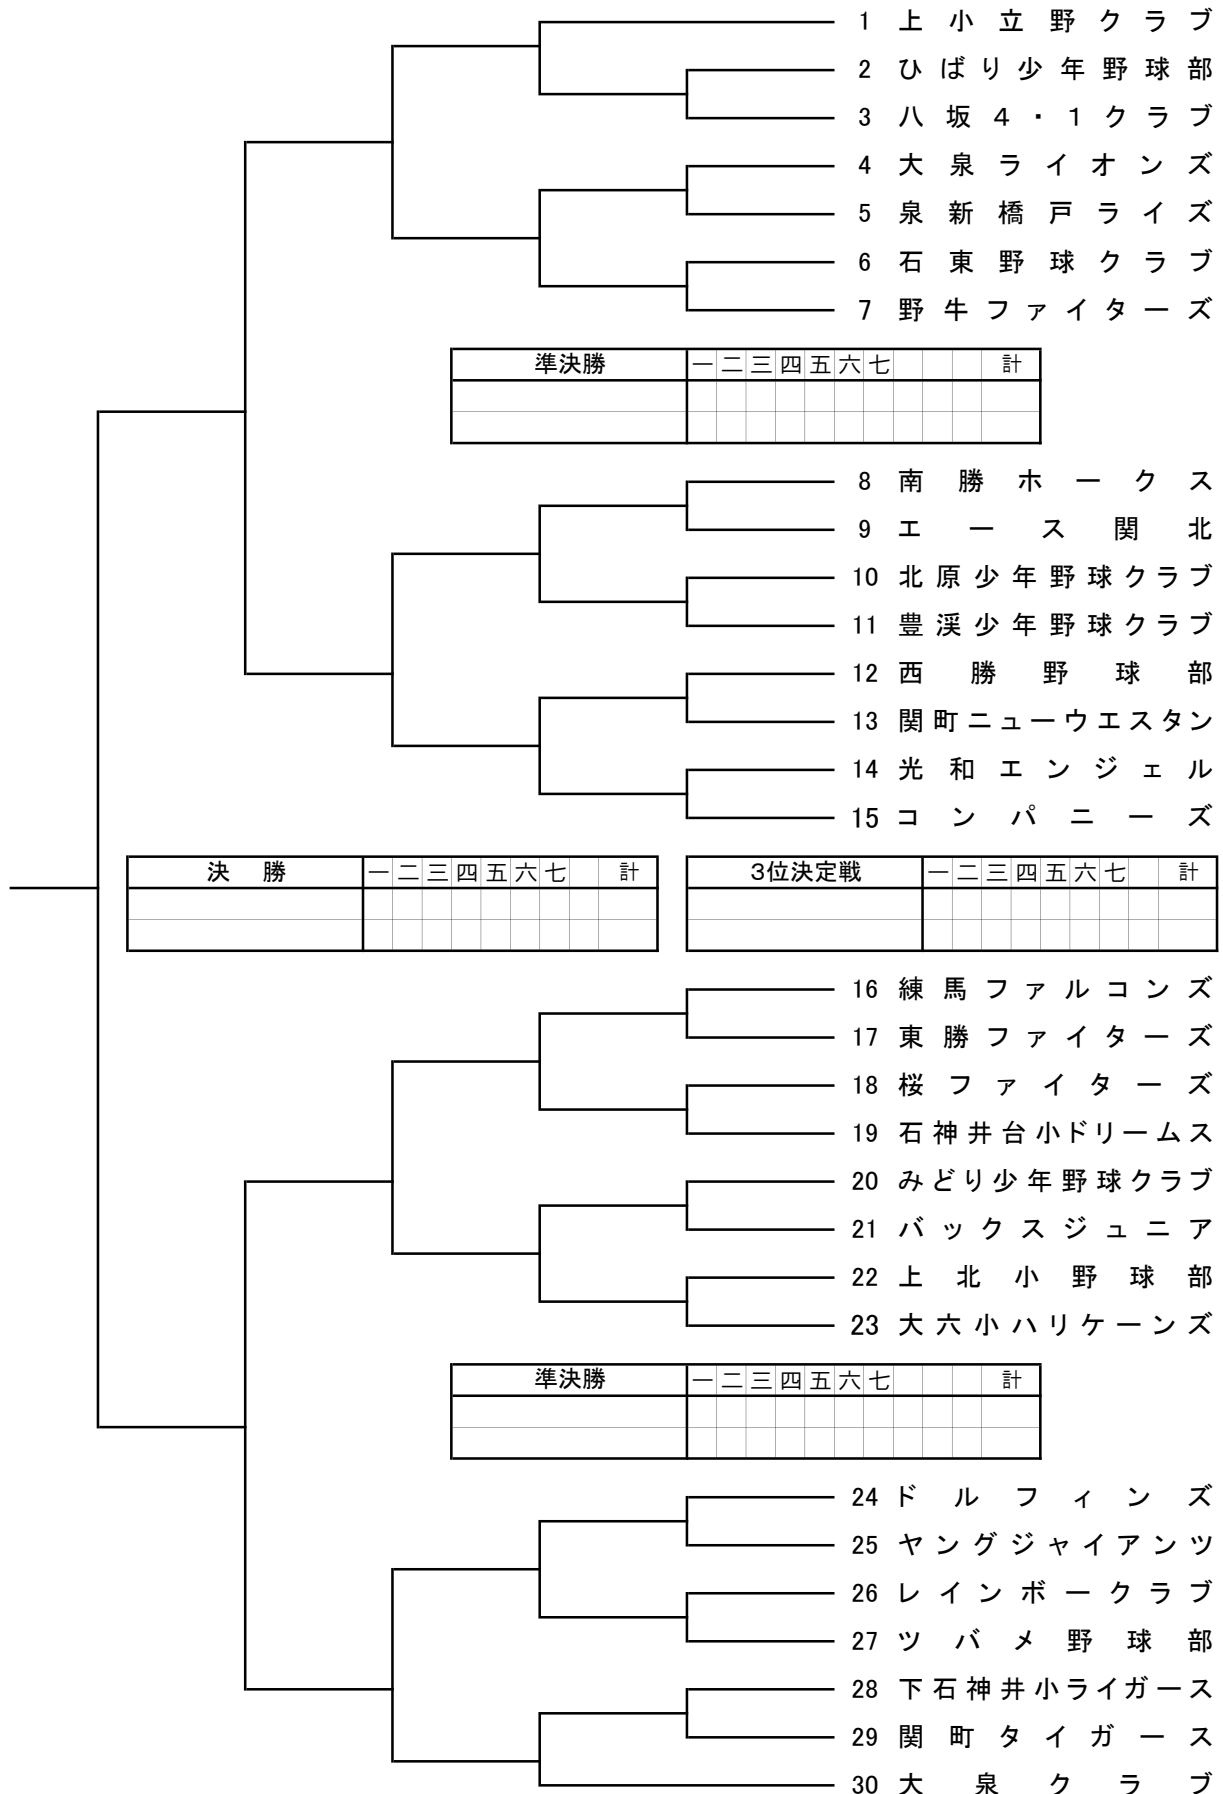 1 上小立野クラブ
2 ひばり少年野球部
3 八坂４・１クラブ
4 大泉ライオンズ
5 泉新橋戸ライズ
6 石東野球クラブ
7 野牛ファイターズ
準決勝 一 二 三 四 五 六 七 計
8 南勝ホークス
9 エース関北
10 北原少年野球クラブ
11 豊渓少年野球クラブ
12 西勝野球部
13 関町ニューウエスタン
14 光和エンジェル
15 コンパニーズ
決勝 一 二 三 四 五 六 七 計 3位決定戦 一 二 三 四 五 六 七 計
16 練馬ファルコンズ
17 東勝ファイターズ
18 桜ファイターズ
19 石神井台小ドリームス
20 みどり少年野球クラブ
21 バックスジュニア
22 上北小野球部
23 大六小ハリケーンズ
準決勝 一 二 三 四 五 六 七 計
24 ドルフィンズ
25 ヤングジャイアンツ
26 レインボークラブ
27 ツバメ野球部
28 下石神井小ライガース
29 関町タイガース
30 大泉クラブ